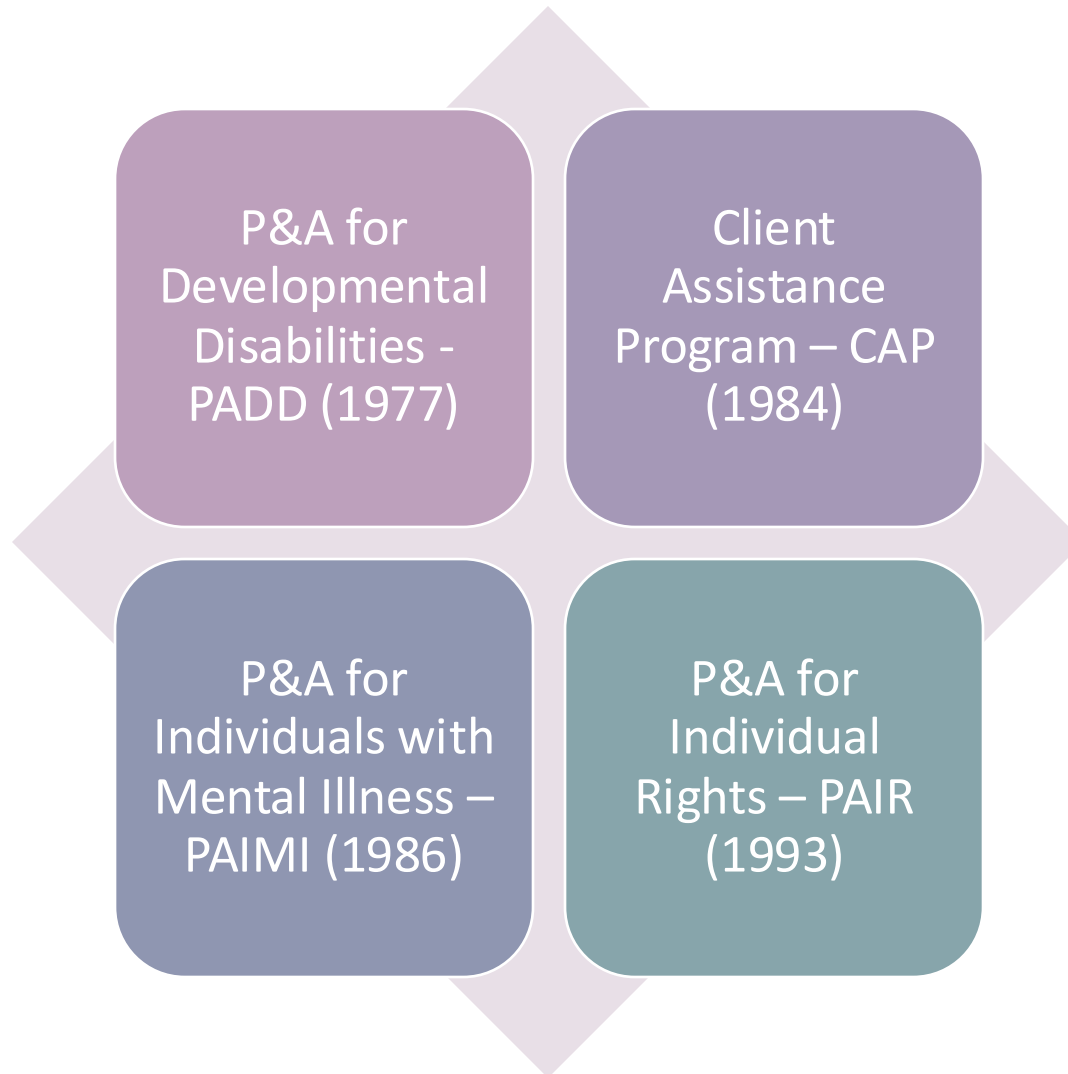 P&A for
Developmental
Disabilities -
PADD (1977)
Client
Assistance
Program – CAP
(1984)
P&A for
Individuals with
Mental Illness –
PAIMI (1986)
P&A for
Individual
Rights – PAIR
(1993)